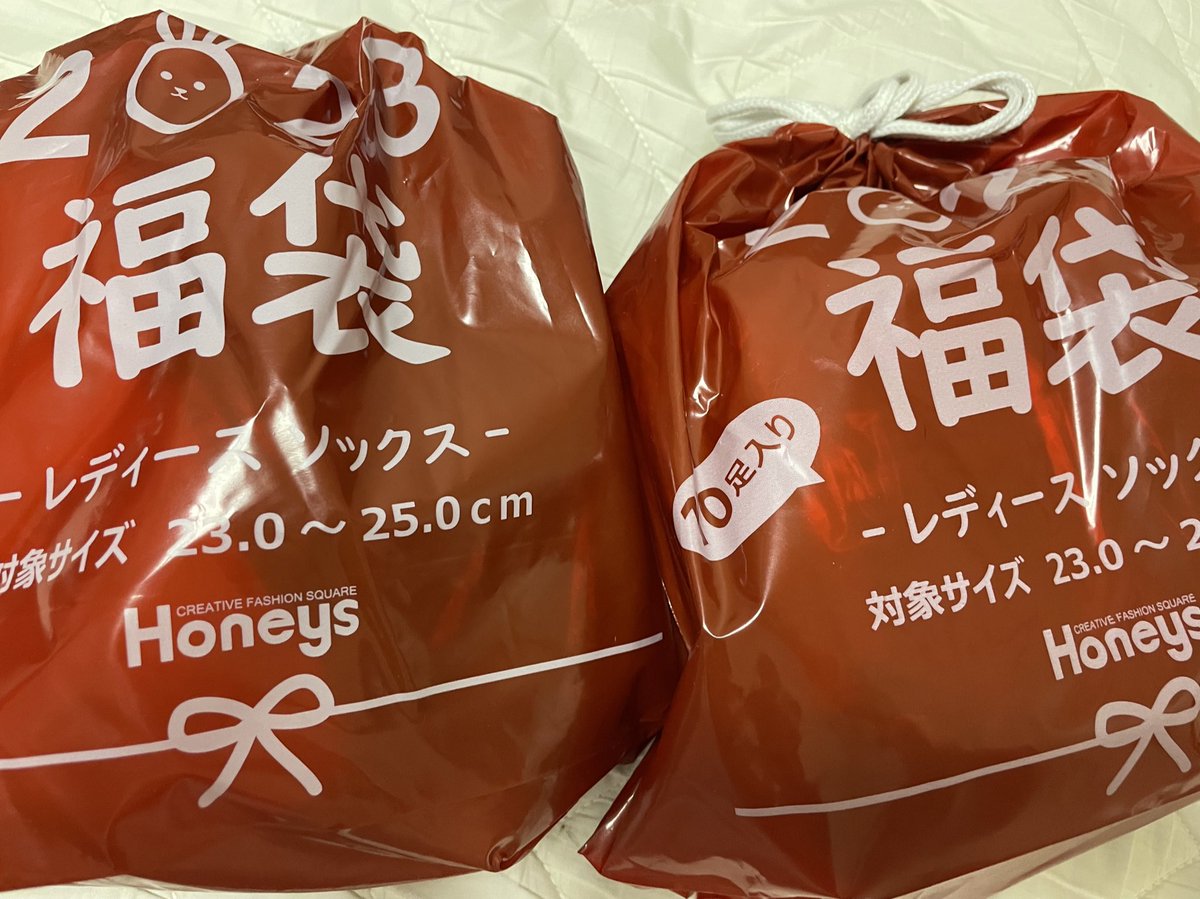 2023
福袋
- レディース ソックス -
対象サイズ 23.0～25.0cm
CREATIVE FASHION SQUARE
Honeys
福袋
70足入り
- レディース ソック
対象サイズ 23.0～2
CREATIVE FASHION SQUARE
Honeys